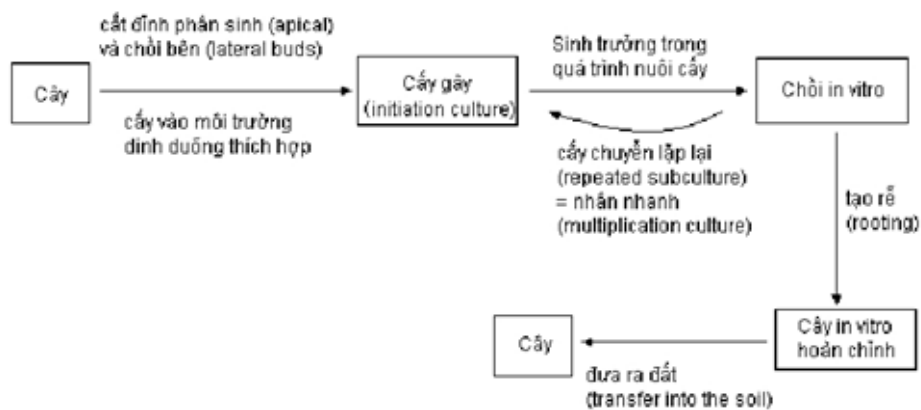 cắt đỉnh phân sinh (apical)
và chồi bên (lateral buds)
Cây
cấy vào môi trường
dinh dưỡng thích hợp
Cấy gây
(initiation culture)
Sinh trưởng trong
quá trình nuôi cấy
Chồi in vitro
cấy chuyển lặp lại
(repeated subculture)
= nhân nhanh
(multiplication culture)
tạo rễ
(rooting)
Cây in vitro
hoàn chỉnh
Cây
đưa ra đất
(transfer into the soil)